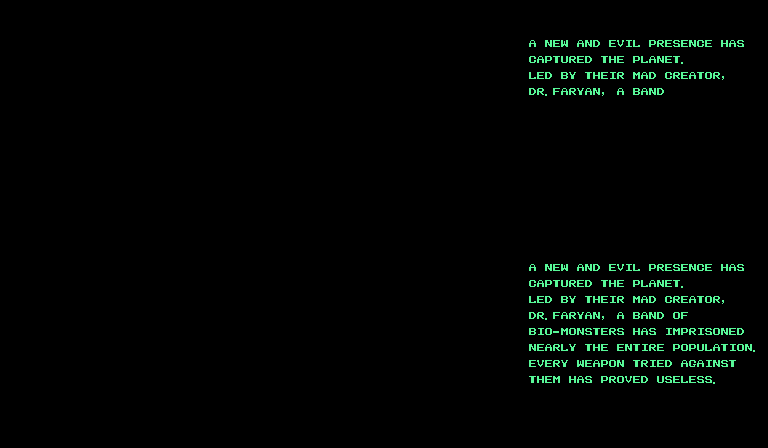 A NEW AND EVIL PRESENCE HAS
CAPTURED THE PLANET.
LED BY THEIR MAD CREATOR,
DR.FARYAN, A BAND
A NEW AND EVIL PRESENCE HAS
CAPTURED THE PLANET.
LED BY THEIR MAD CREATOR,
DR.FARYAN, A BAND OF
BIO-MONSTERS HAS IMPRISONED
NEARLY THE ENTIRE POPULATION.
EVERY WEAPON TRIED AGAINST
THEM HAS PROVED USELESS.